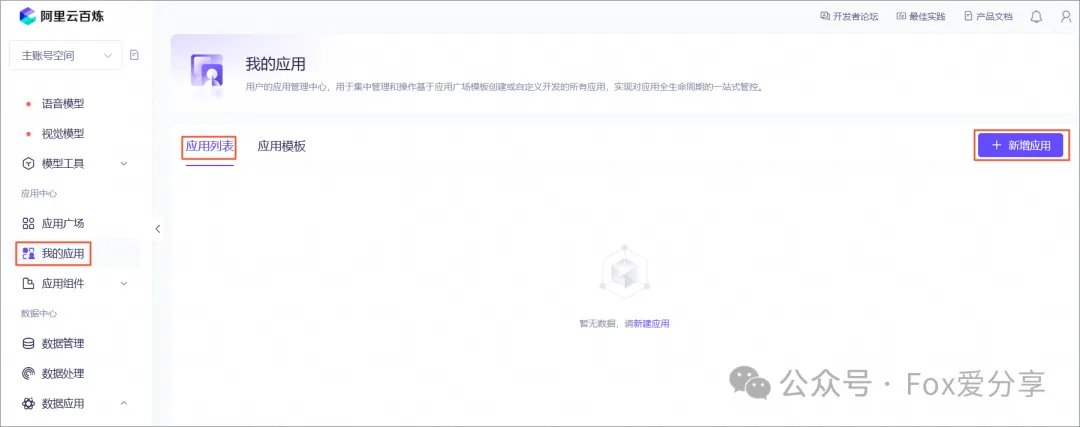 阿里云百炼
开发者论坛 最佳实践 产品文档
主账号空间
语音模型
视觉模型
模型工具
应用中心
应用广场
我的应用
应用组件
数据中心
数据管理
数据处理
数据应用
我的应用
用户的应用管理中心，用于集中管理和操作基于应用广场模板创建或自定义开发的所有应用，实现对应用全生命周期的一站式管控。
应用列表 应用模板
+ 新增应用
暂无数据，请新建应用
公众号 · Fox爱分享